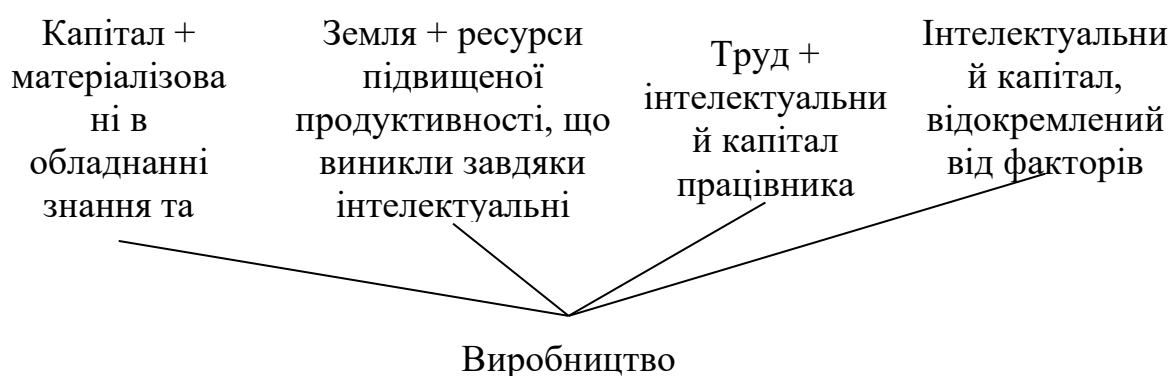 Капітал +
матеріалізова
ні в
обладнанні
знання та
Земля + ресурси
підвищеної
продуктивності, що
виникли завдяки
інтелектуальні
Труд +
інтелектуальни
й капітал
працівника
Інтелектуальни
й капітал,
відокремлений
від факторів
Виробництво